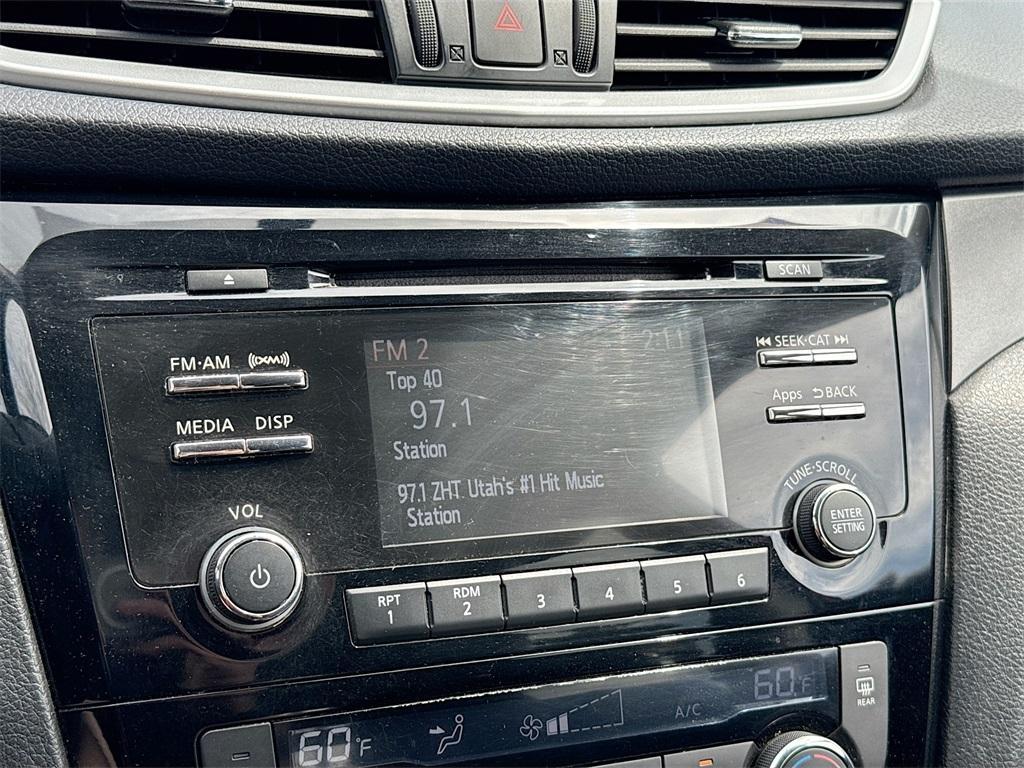 SCAN
FM·AM
XM
MEDIA
DISP
VOL
FM 2
2:11
Top 40
97.1
Station
97.1 ZHT Utah's #1 Hit Music
Station
SEEK·CAT
Apps
BACK
TUNE·SCROLL
ENTER
SETTING
RPT
1
RDM
2
3
4
5
6
60°F
A/C
60°F
REAR